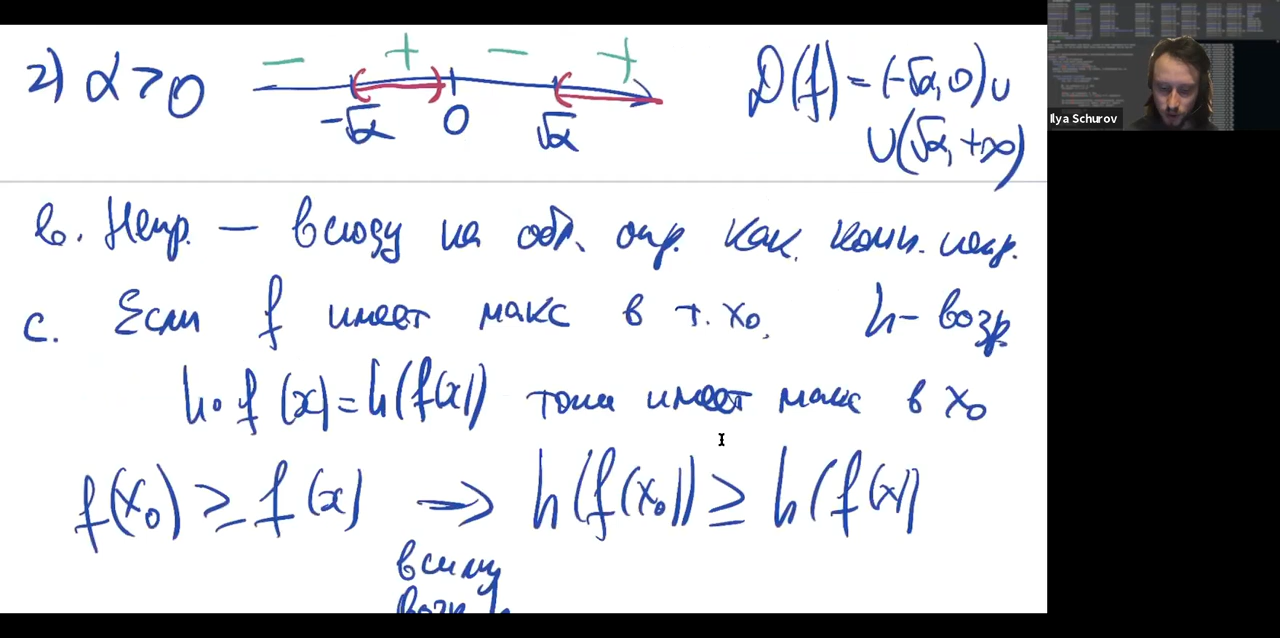 2) α > 0 − + − + D(f) = (-√α, 0) ∪
-√α 0 √α ∪ (√α, +∞)
Ilya Schurov
b. Непр. — всюду на обл. опр. как комп. непр.
c. Если f имеет макс в т. x₀. h - возр
h∘f (x) = h(f(x)) тоже имеет макс в x₀
f(x₀) ≥ f(x) → h(f(x₀)) ≥ h(f(x)
в силу
возр h